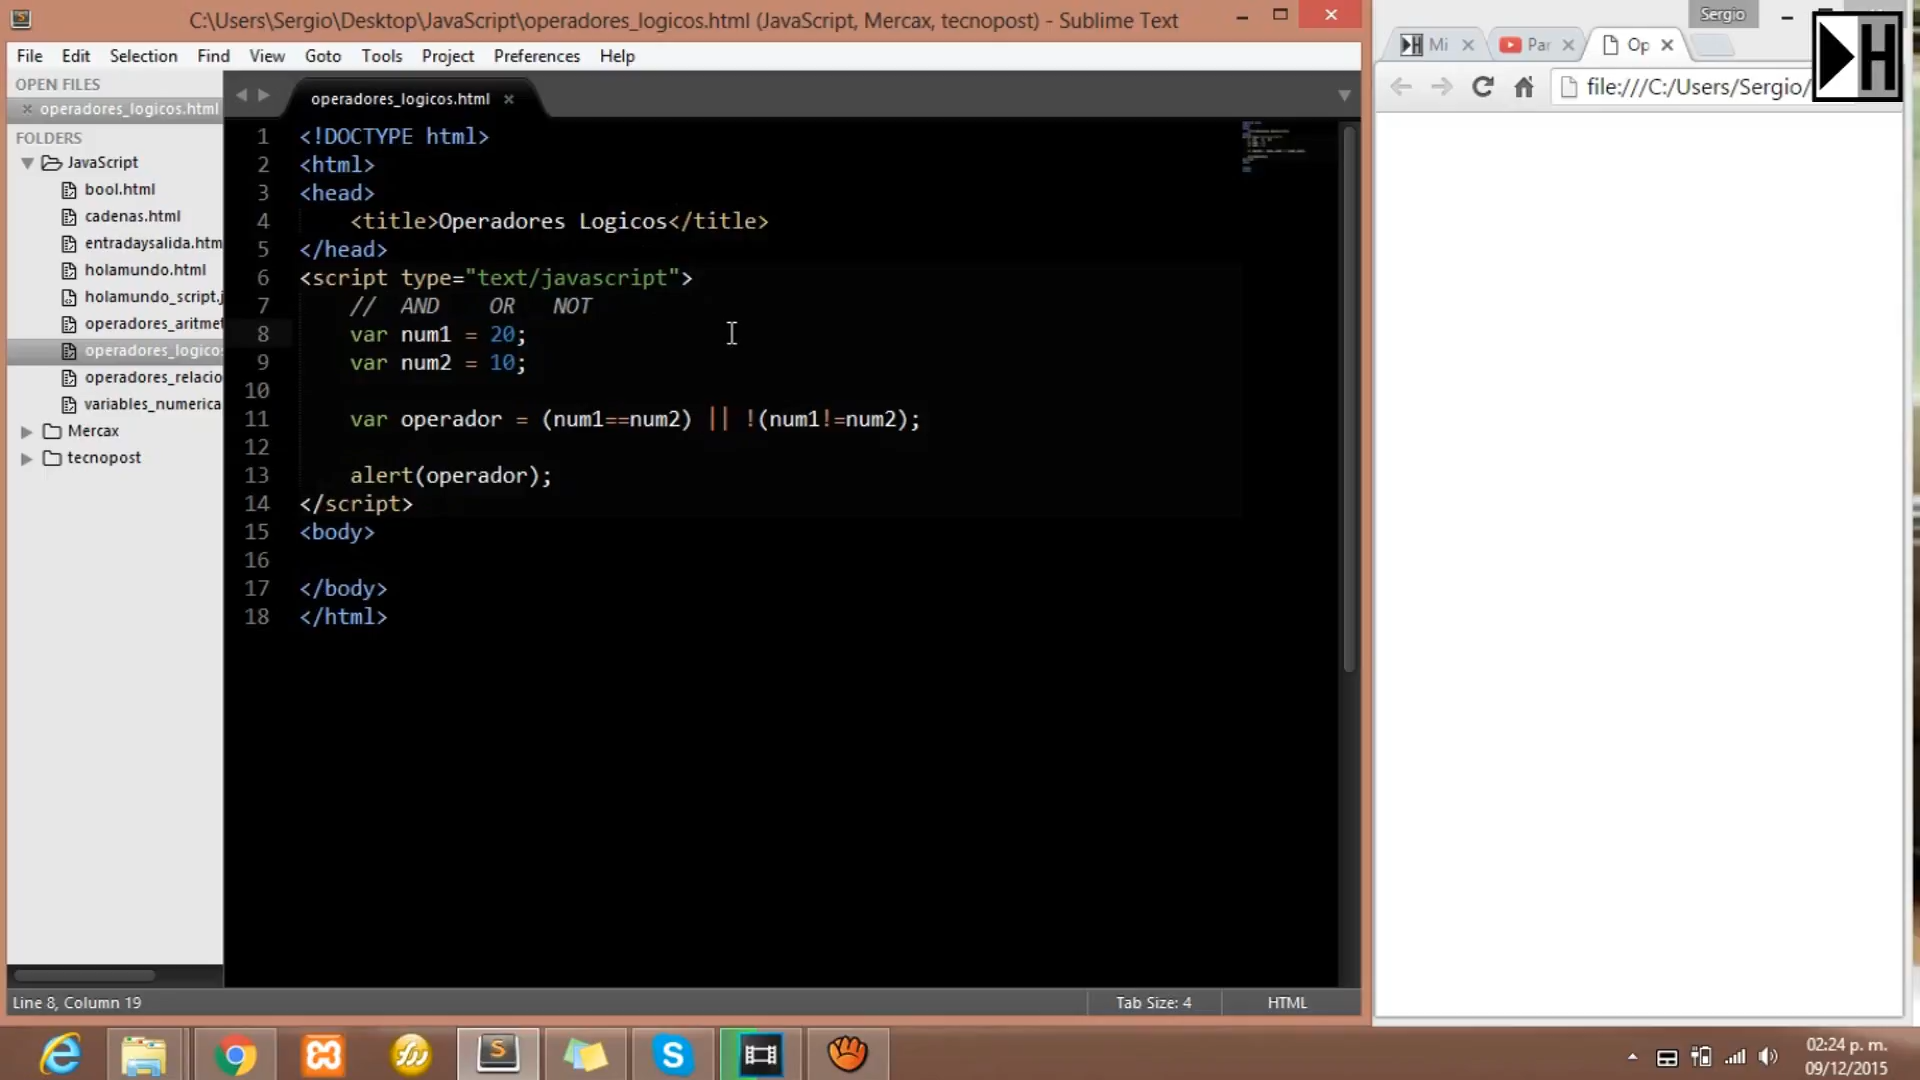 C:\Users\Sergio\Desktop\JavaScript\operadores_logicos.html (JavaScript, Mercax, tecnopost) - Sublime Text
File Edit Selection Find View Goto Tools Project Preferences Help
OPEN FILES
operadores_logicos.html
FOLDERS
JavaScript
bool.html
cadenas.html
entradaysalida.htm
holamundo.html
holamundo_script.j
operadores_aritmet
operadores_logicos
operadores_relacio
variables_numerica
Mercax
tecnopost
operadores_logicos.html
1 <!DOCTYPE html>
2 <html>
3 <head>
4 <title>Operadores Logicos</title>
5 </head>
6 <script type="text/javascript">
7 // AND OR NOT
8 var num1 = 20;
9 var num2 = 10;
10
11 var operador = (num1==num2) || !(num1!=num2);
12
13 alert(operador);
14 </script>
15 <body>
16
17 </body>
18 </html>
Line 8, Column 19
Tab Size: 4
HTML
Sergio
Mi
Par
Op
file:///C:/Users/Sergio/
H
02:24 p. m.
09/12/2015